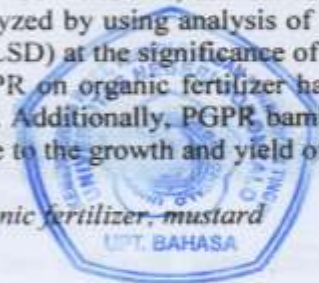 lyzed by using analysis of
LSD) at the significance of
PR on organic fertilizer ha
. Additionally, PGPR bam
e to the growth and yield o
nic fertilizer, mustard
UPT. BAHASA